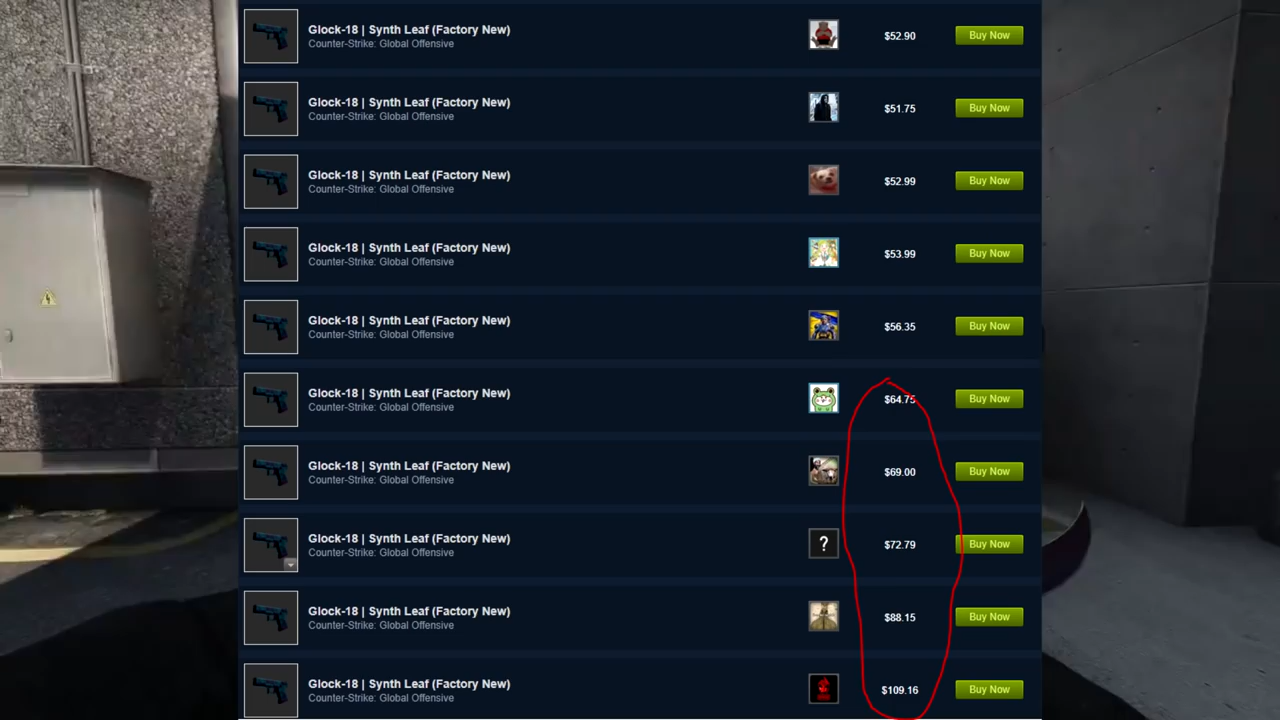 Glock-18 | Synth Leaf (Factory New)
Counter-Strike: Global Offensive
$52.90
Buy Now
Glock-18 | Synth Leaf (Factory New)
Counter-Strike: Global Offensive
$51.75
Buy Now
Glock-18 | Synth Leaf (Factory New)
Counter-Strike: Global Offensive
$52.99
Buy Now
Glock-18 | Synth Leaf (Factory New)
Counter-Strike: Global Offensive
$53.99
Buy Now
Glock-18 | Synth Leaf (Factory New)
Counter-Strike: Global Offensive
$56.35
Buy Now
Glock-18 | Synth Leaf (Factory New)
Counter-Strike: Global Offensive
$64.75
Buy Now
Glock-18 | Synth Leaf (Factory New)
Counter-Strike: Global Offensive
$69.00
Buy Now
Glock-18 | Synth Leaf (Factory New)
Counter-Strike: Global Offensive
?
$72.79
Buy Now
Glock-18 | Synth Leaf (Factory New)
Counter-Strike: Global Offensive
$88.15
Buy Now
Glock-18 | Synth Leaf (Factory New)
Counter-Strike: Global Offensive
$109.16
Buy Now